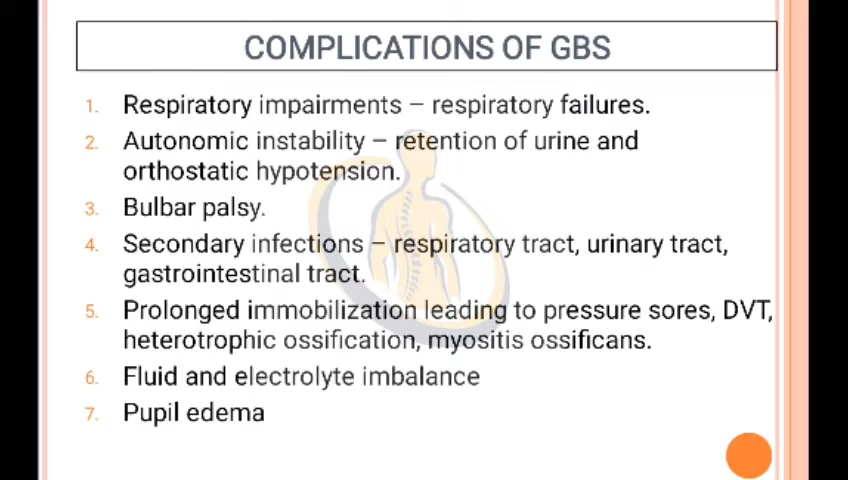 COMPLICATIONS OF GBS
1. Respiratory impairments – respiratory failures.
2. Autonomic instability – retention of urine and
orthostatic hypotension.
3. Bulbar palsy.
4. Secondary infections – respiratory tract, urinary tract,
gastrointestinal tract.
5. Prolonged immobilization leading to pressure sores, DVT,
heterotrophic ossification, myositis ossificans.
6. Fluid and electrolyte imbalance
7. Pupil edema